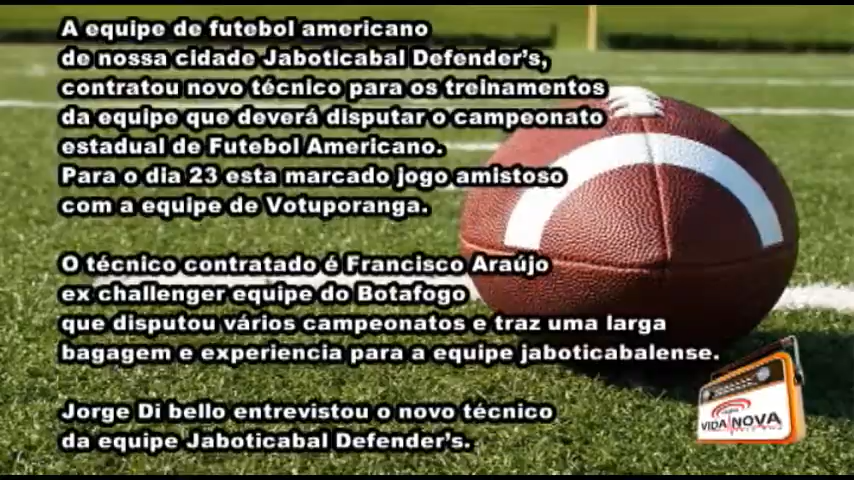 A equipe de futebol americano
de nossa cidade Jaboticabal Defender's,
contratou novo técnico para os treinamentos
da equipe que deverá disputar o campeonato
estadual de Futebol Americano.
Para o dia 23 esta marcado jogo amistoso
com a equipe de Votuporanga.
O técnico contratado é Francisco Araújo
ex challenger equipe do Botafogo
que disputou vários campeonatos e traz uma larga
bagagem e experiencia para a equipe jaboticabalense.
Jorge Di bello entrevistou o novo técnico
da equipe Jaboticabal Defender's.
VIDA NOVA